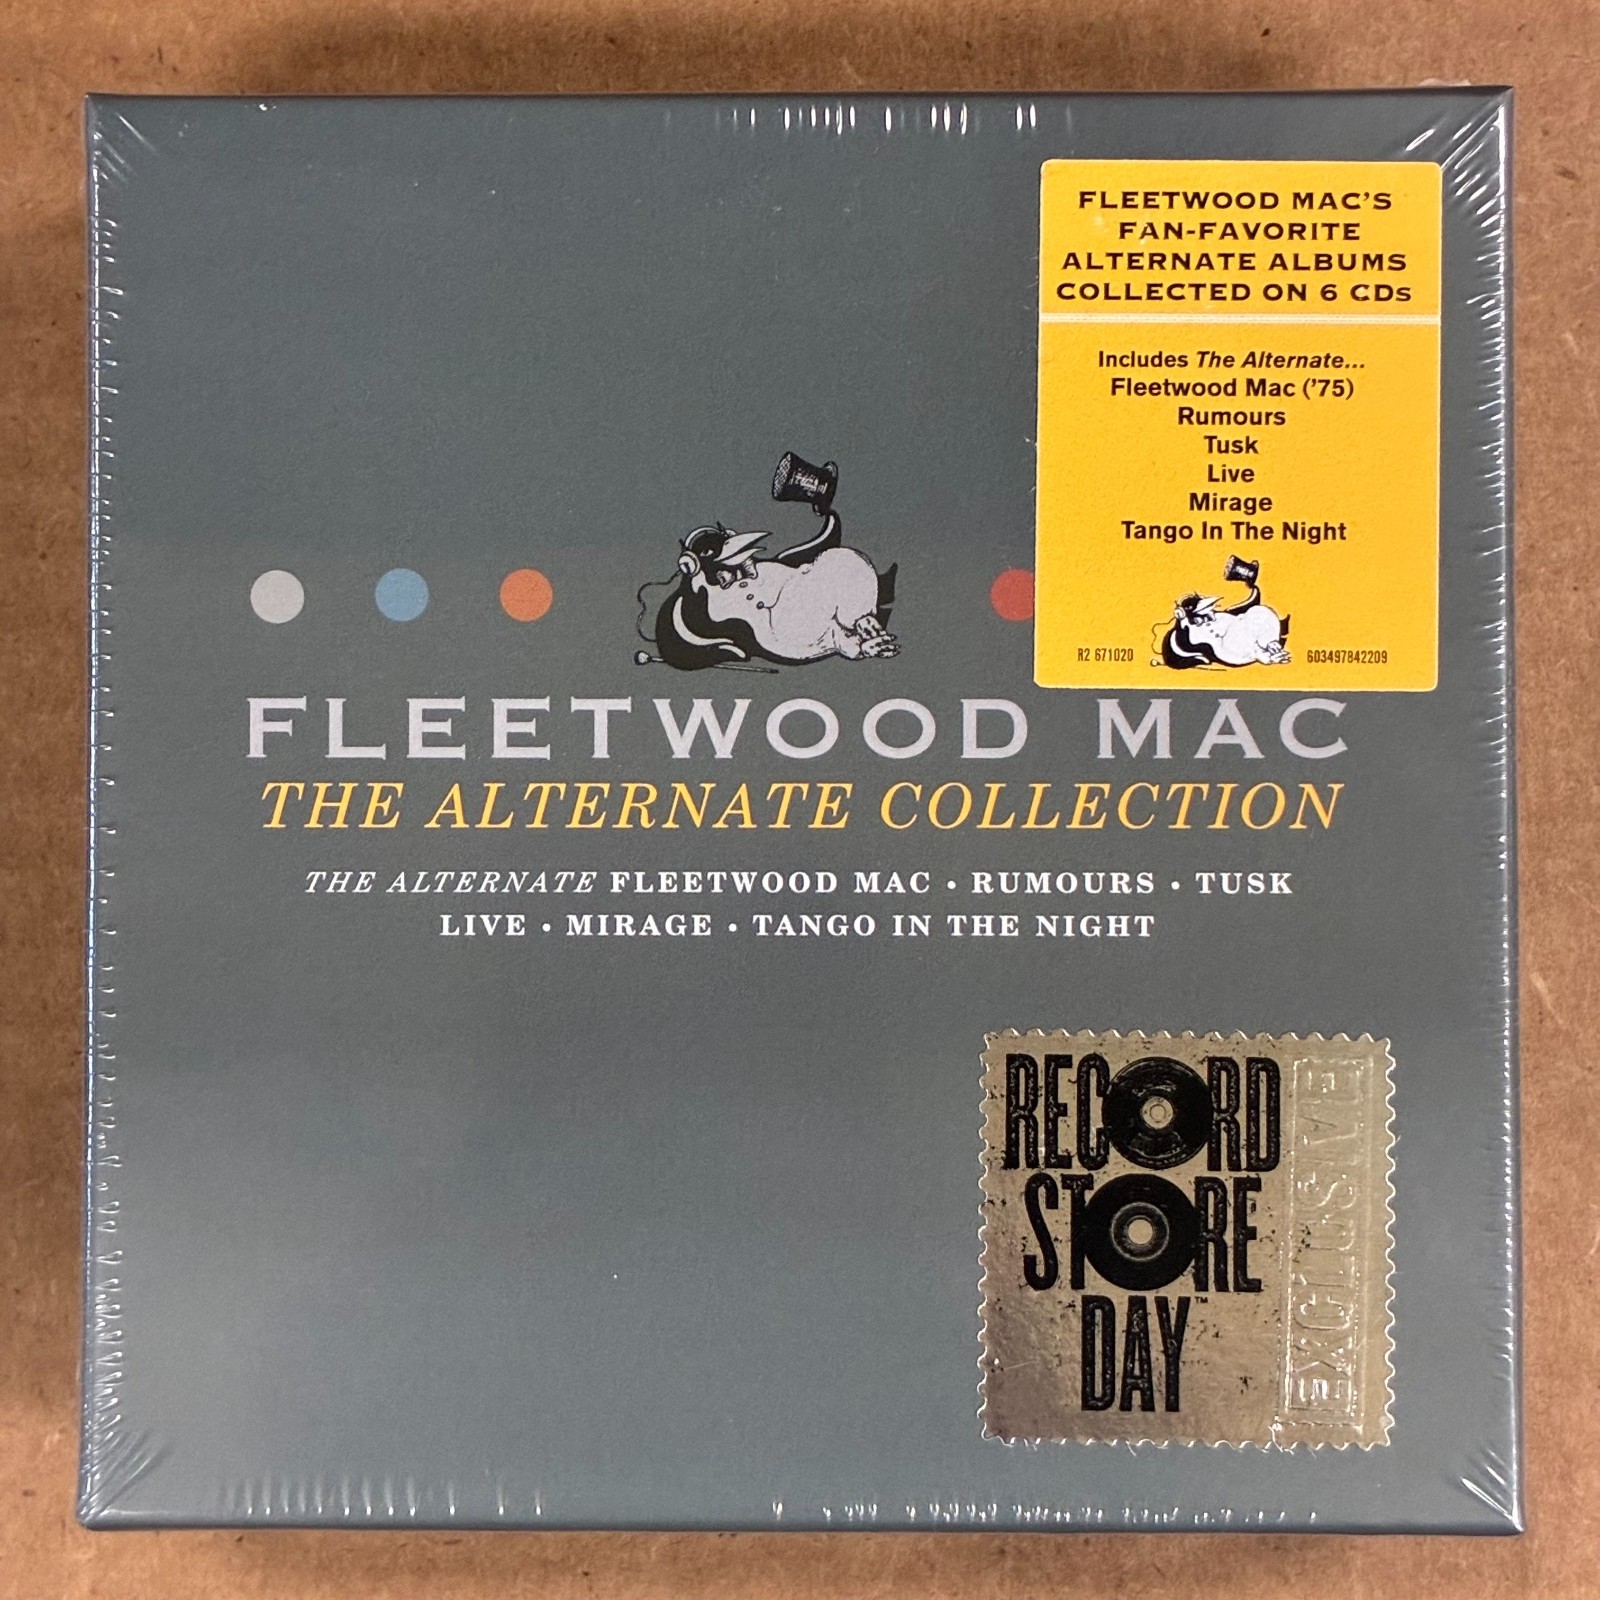 FLEETWOOD MAC'S
FAN-FAVORITE
ALTERNATE ALBUMS
COLLECTED ON 6 CDs
Includes The Alternate...
Fleetwood Mac ('75)
Rumours
Tusk
Live
Mirage
Tango In The Night
R2 671020
603497842209
FLEETWOOD MAC
THE ALTERNATE COLLECTION
THE ALTERNATE FLEETWOOD MAC • RUMOURS • TUSK
LIVE • MIRAGE • TANGO IN THE NIGHT
RECORD
STORE
DAY™
EXCLUSIVE